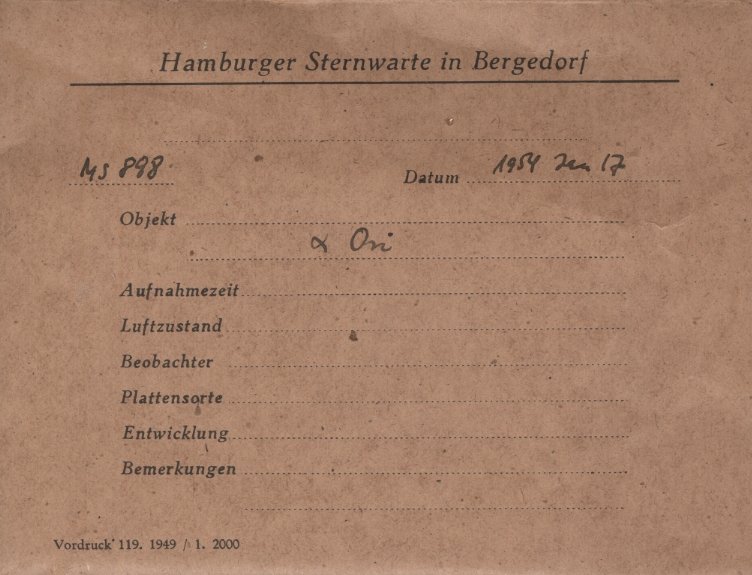 Hamburger Sternwarte in Bergedorf
MS 898 Datum 1954 Jan 17
Objekt
α Ori
Aufnahmezeit
Luftzustand
Beobachter
Plattensorte
Entwicklung
Bemerkungen
Vordruck 119. 1949 / 1. 2000